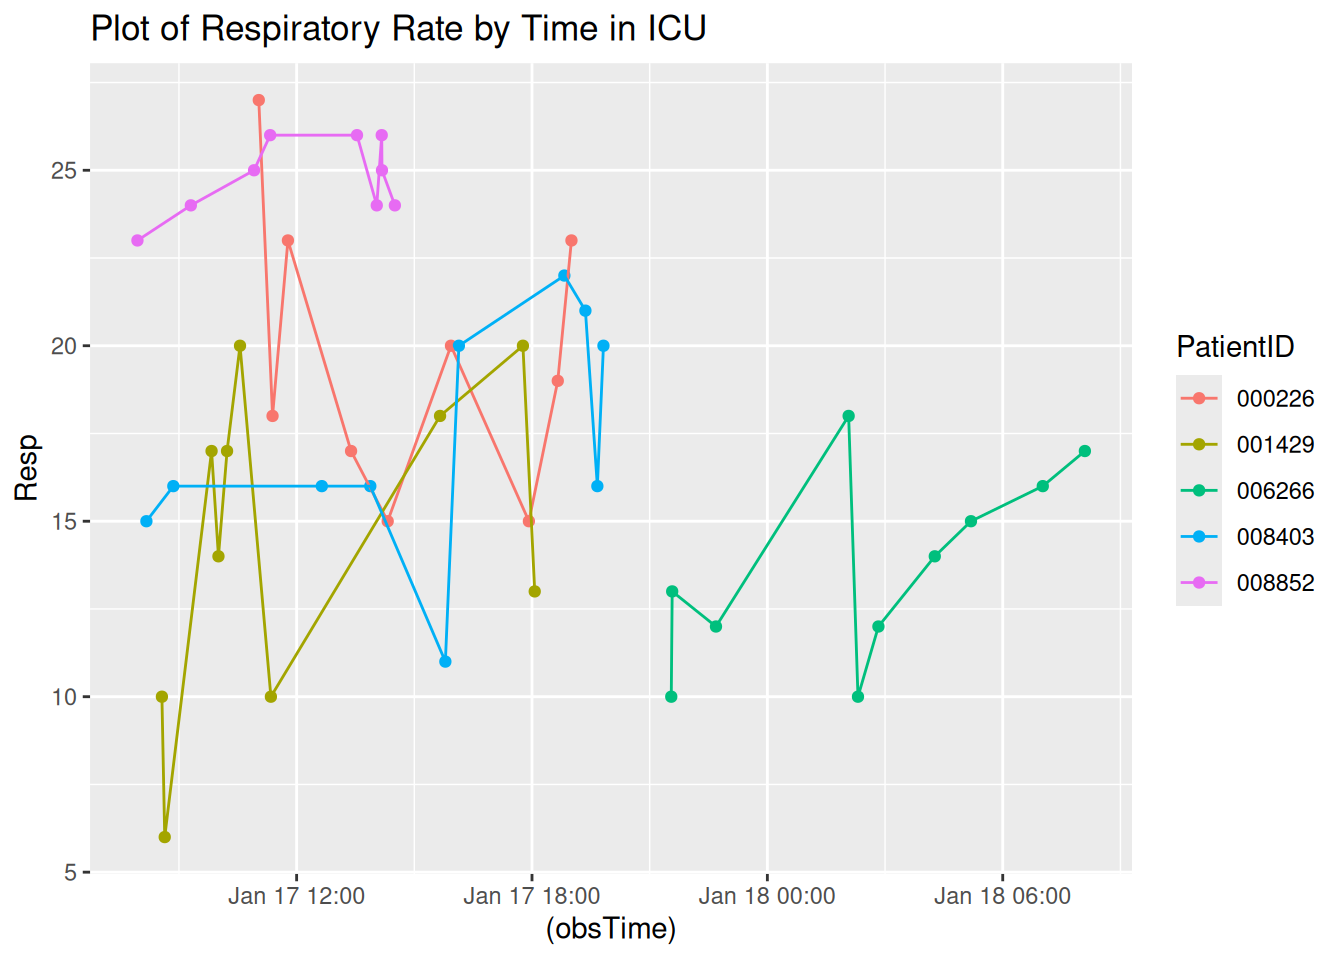 Plot of Respiratory Rate by Time in ICU
Resp
25
20
15
10
5
Jan 17 12:00
Jan 17 18:00
Jan 18 00:00
Jan 18 06:00
(obsTime)
PatientID
000226
001429
006266
008403
008852